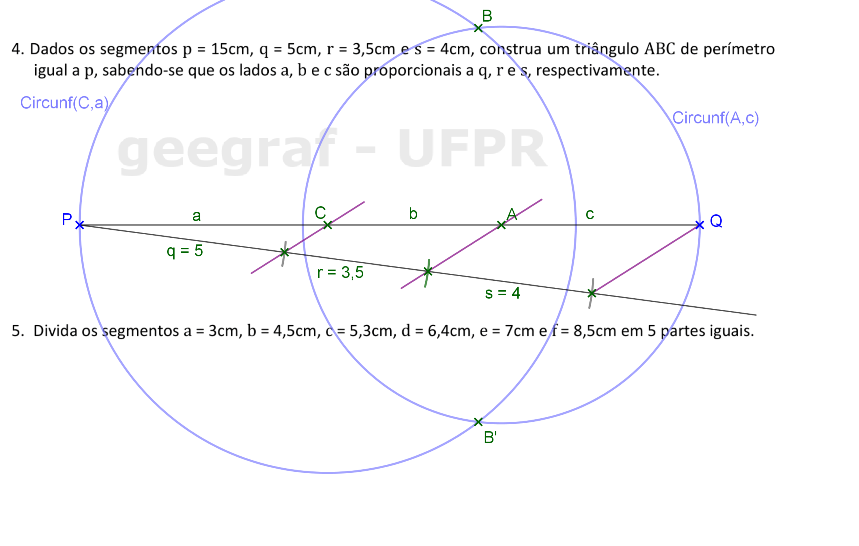 B
4. Dados os segmentos p = 15cm, q = 5cm, r = 3,5cm e s = 4cm, construa um triângulo ABC de perímetro
igual a p, sabendo-se que os lados a, b e c são proporcionais a q, r e s, respectivamente.
Circunf(C,a)
Circunf(A,c)
geegraf - UFPR
P a C b A c Q
q = 5
r = 3,5
s = 4
5. Divida os segmentos a = 3cm, b = 4,5cm, c = 5,3cm, d = 6,4cm, e = 7cm e f = 8,5cm em 5 partes iguais.
B'